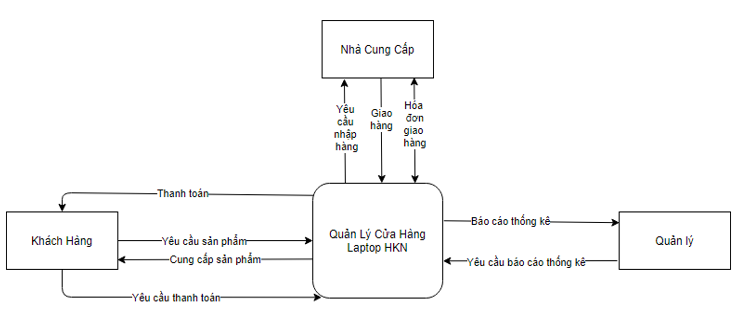 Nhà Cung Cấp
Yêu
cầu
nhập
hàng
Giao
hàng
Hóa
đơn
giao
hàng
Thanh toán
Khách Hàng
Yêu cầu sản phẩm
Cung cấp sản phẩm
Yêu cầu thanh toán
Quản Lý Cửa Hàng
Laptop HKN
Báo cáo thống kê
Yêu cầu báo cáo thống kê
Quản lý